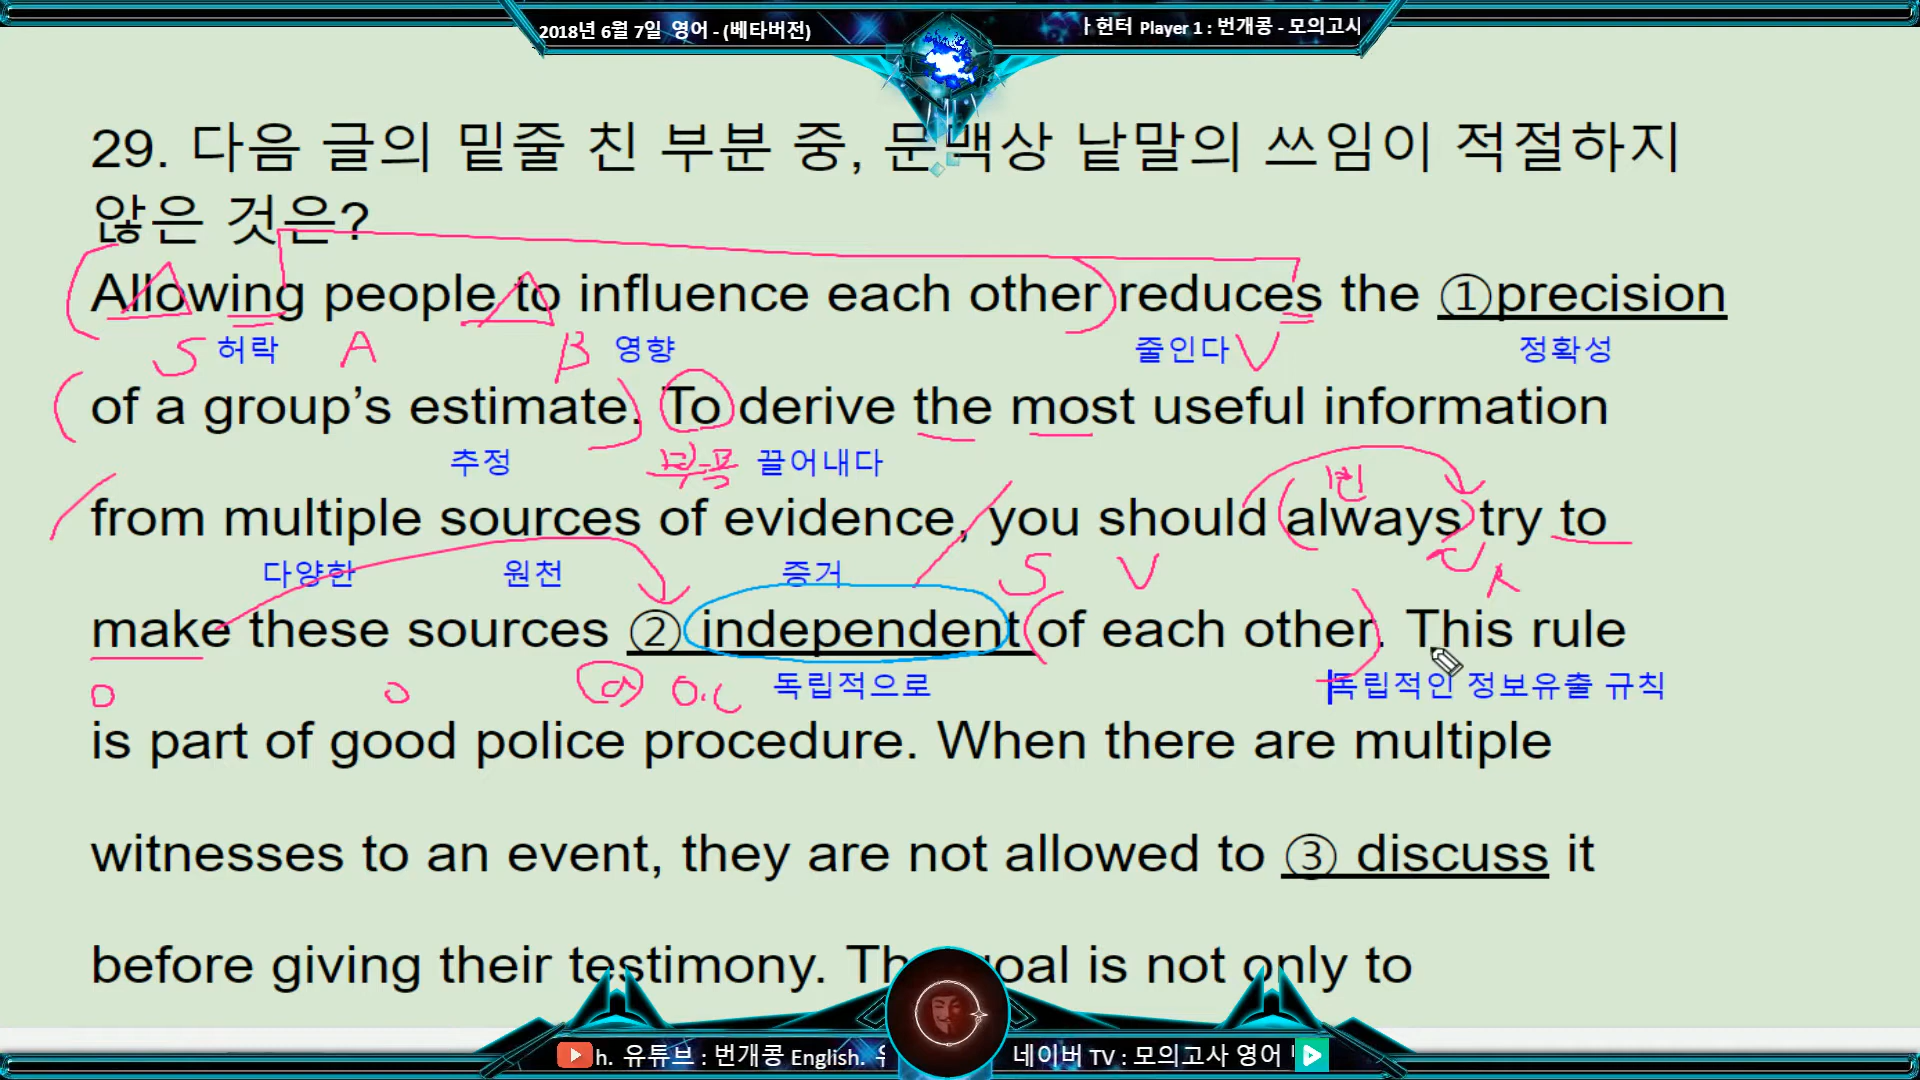 2018년 6월 7일 영어 - (베타버전)
헌터 Player 1 : 번개콩 - 모의고사
29. 다음 글의 밑줄 친 부분 중, 문맥상 낱말의 쓰임이 적절하지
않은 것은?
Allowing people to influence each other reduces the ①precision
S 허락 A B 영향 줄인다 V 정확성
of a group's estimate. To derive the most useful information
추정 끌어내다
from multiple sources of evidence, you should always try to
다양한 원천 증거 S V R
make these sources ② independent of each other. This rule
O a O.C 독립적으로 독립적인 정보유출 규칙
is part of good police procedure. When there are multiple
witnesses to an event, they are not allowed to ③ discuss it
before giving their testimony. The goal is not only to
h. 유튜브 : 번개콩 English.
네이버 TV : 모의고사 영어